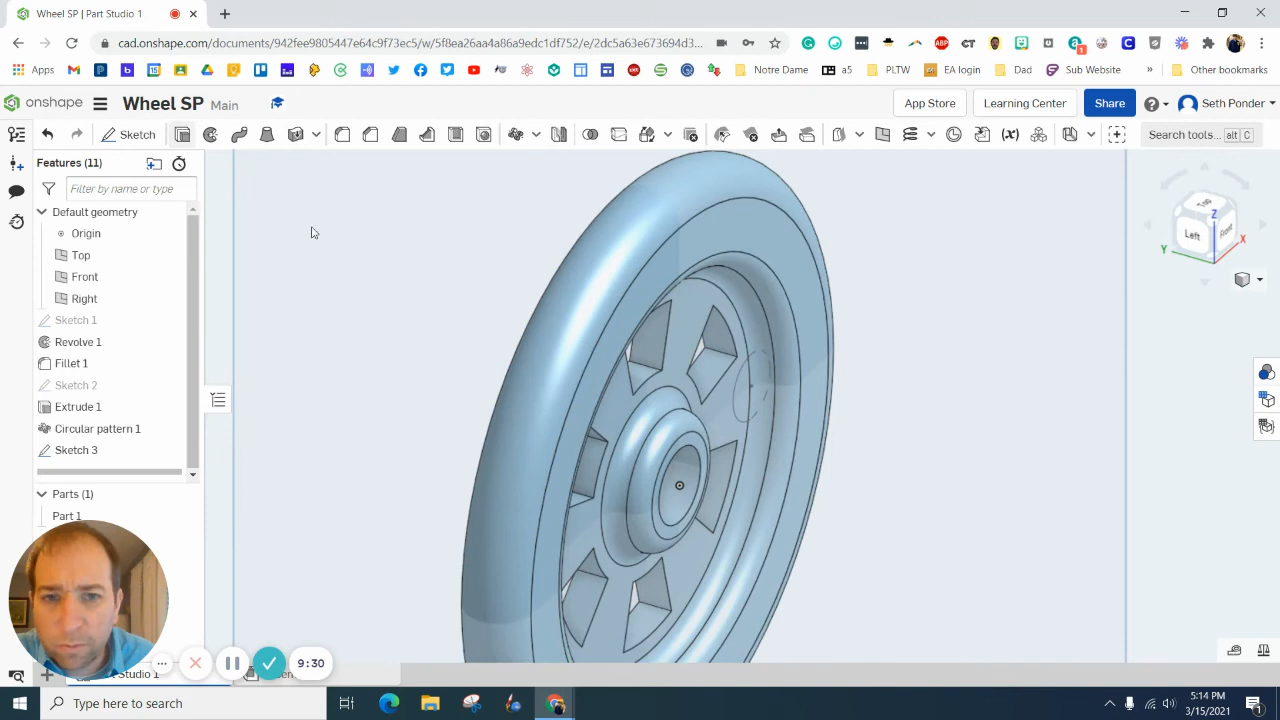 Wheel SP | Part Studio 1
cad.onshape.com/documents/942fee9805447e64c9f73ec5/w/5f8ea26aa4a86a9edc1df752/e/2dc5a63e673694d3...
Apps
Notre Dame
a5
PLTW
EA login
Dad
Sub Website
»
Other bookmarks
onshape
Wheel SP Main
App Store
Learning Center
Share
Seth Ponder
Sketch
(x)
Search tools...
alt
C
Features (11)
Filter by name or type
Default geometry
Origin
Top
Front
Right
Sketch 1
Revolve 1
Fillet 1
Sketch 2
Extrude 1
Circular pattern 1
Sketch 3
Parts (1)
Part 1
Top
Left
Front
Z
Y
X
9:30
t Studio 1
Type here to search
5:14 PM
3/15/2021